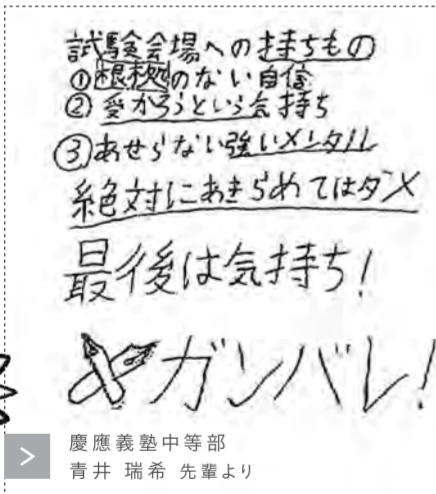 試験会場への持ちもの
①根拠のない自信
② 受かろうという気持ち
③あせらない強いメンタル
絶対にあきらめてはダメ
最後は気持ち!
ガンバレ!
慶應義塾中等部
青井 瑞希 先輩より